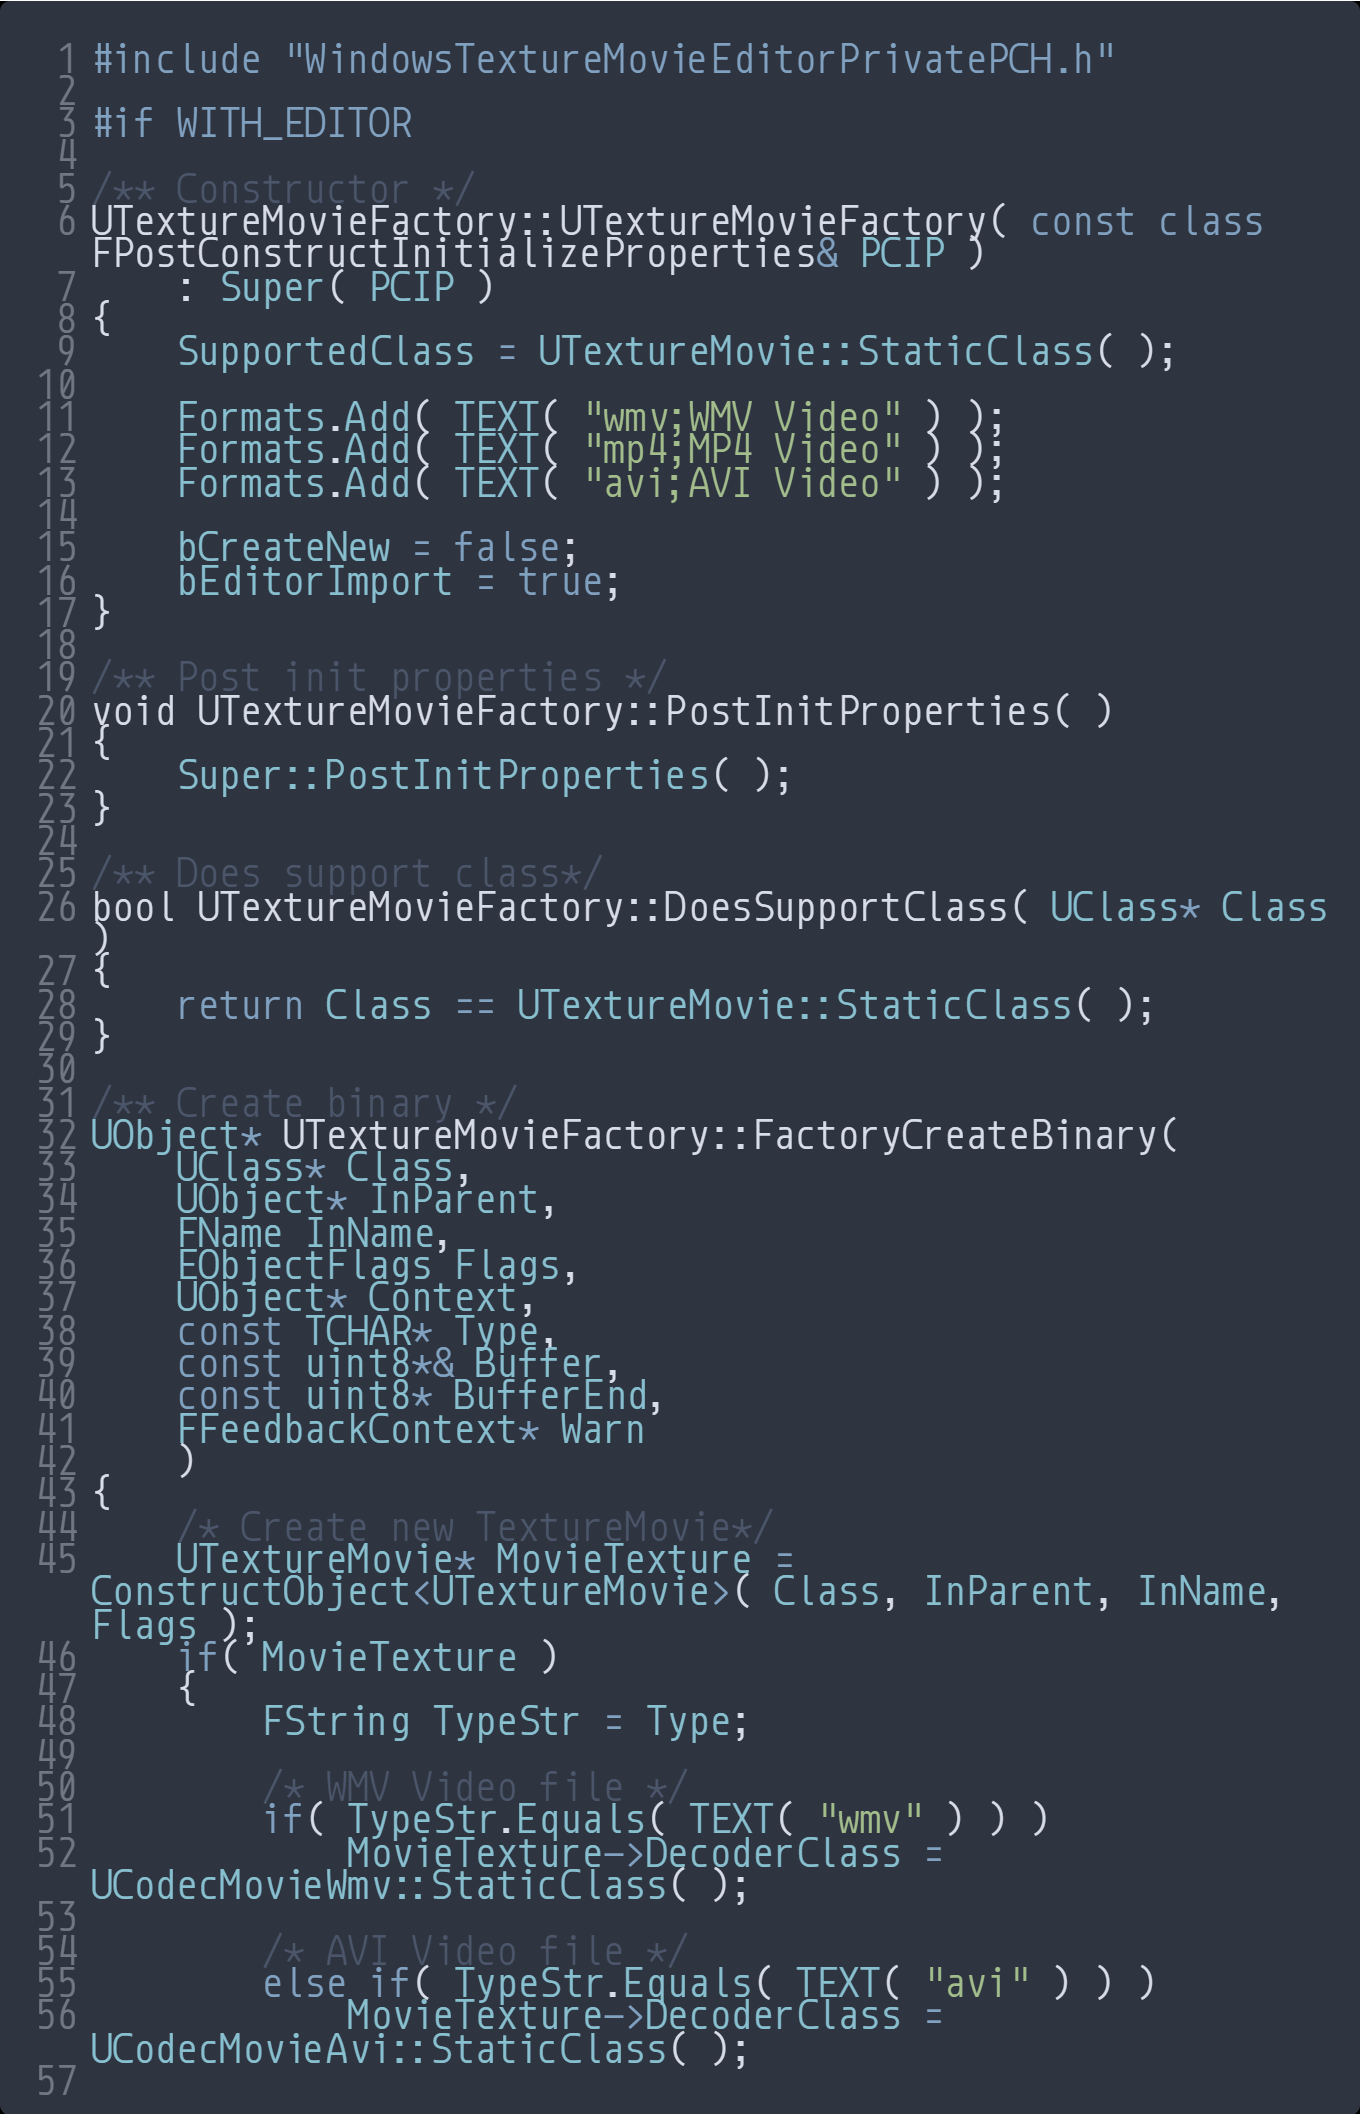 1 #include "WindowsTextureMovieEditorPrivatePCH.h"
2
3 #if WITH_EDITOR
4
5 /** Constructor */
6 UTextureMovieFactory::UTextureMovieFactory( const class
FPostConstructInitializeProperties& PCIP )
7     : Super( PCIP )
8 {
9     SupportedClass = UTextureMovie::StaticClass( );
10
11     Formats.Add( TEXT( "wmv;WMV Video" ) );
12     Formats.Add( TEXT( "mp4;MP4 Video" ) );
13     Formats.Add( TEXT( "avi;AVI Video" ) );
14
15     bCreateNew = false;
16     bEditorImport = true;
17 }
18
19 /** Post init properties */
20 void UTextureMovieFactory::PostInitProperties( )
21 {
22     Super::PostInitProperties( );
23 }
24
25 /** Does support class*/
26 bool UTextureMovieFactory::DoesSupportClass( UClass* Class
)
27 {
28     return Class == UTextureMovie::StaticClass( );
29 }
30
31 /** Create binary */
32 UObject* UTextureMovieFactory::FactoryCreateBinary(
33     UClass* Class,
34     UObject* InParent,
35     FName InName,
36     EObjectFlags Flags,
37     UObject* Context,
38     const TCHAR* Type,
39     const uint8*& Buffer,
40     const uint8* BufferEnd,
41     FFeedbackContext* Warn
42     )
43 {
44     /* Create new TextureMovie*/
45     UTextureMovie* MovieTexture =
ConstructObject<UTextureMovie>( Class, InParent, InName,
Flags );
46     if( MovieTexture )
47     {
48         FString TypeStr = Type;
49
50         /* WMV Video file */
51         if( TypeStr.Equals( TEXT( "wmv" ) ) )
52             MovieTexture->DecoderClass =
UCodecMovieWmv::StaticClass( );
53
54         /* AVI Video file */
55         else if( TypeStr.Equals( TEXT( "avi" ) ) )
56             MovieTexture->DecoderClass =
UCodecMovieAvi::StaticClass( );
57